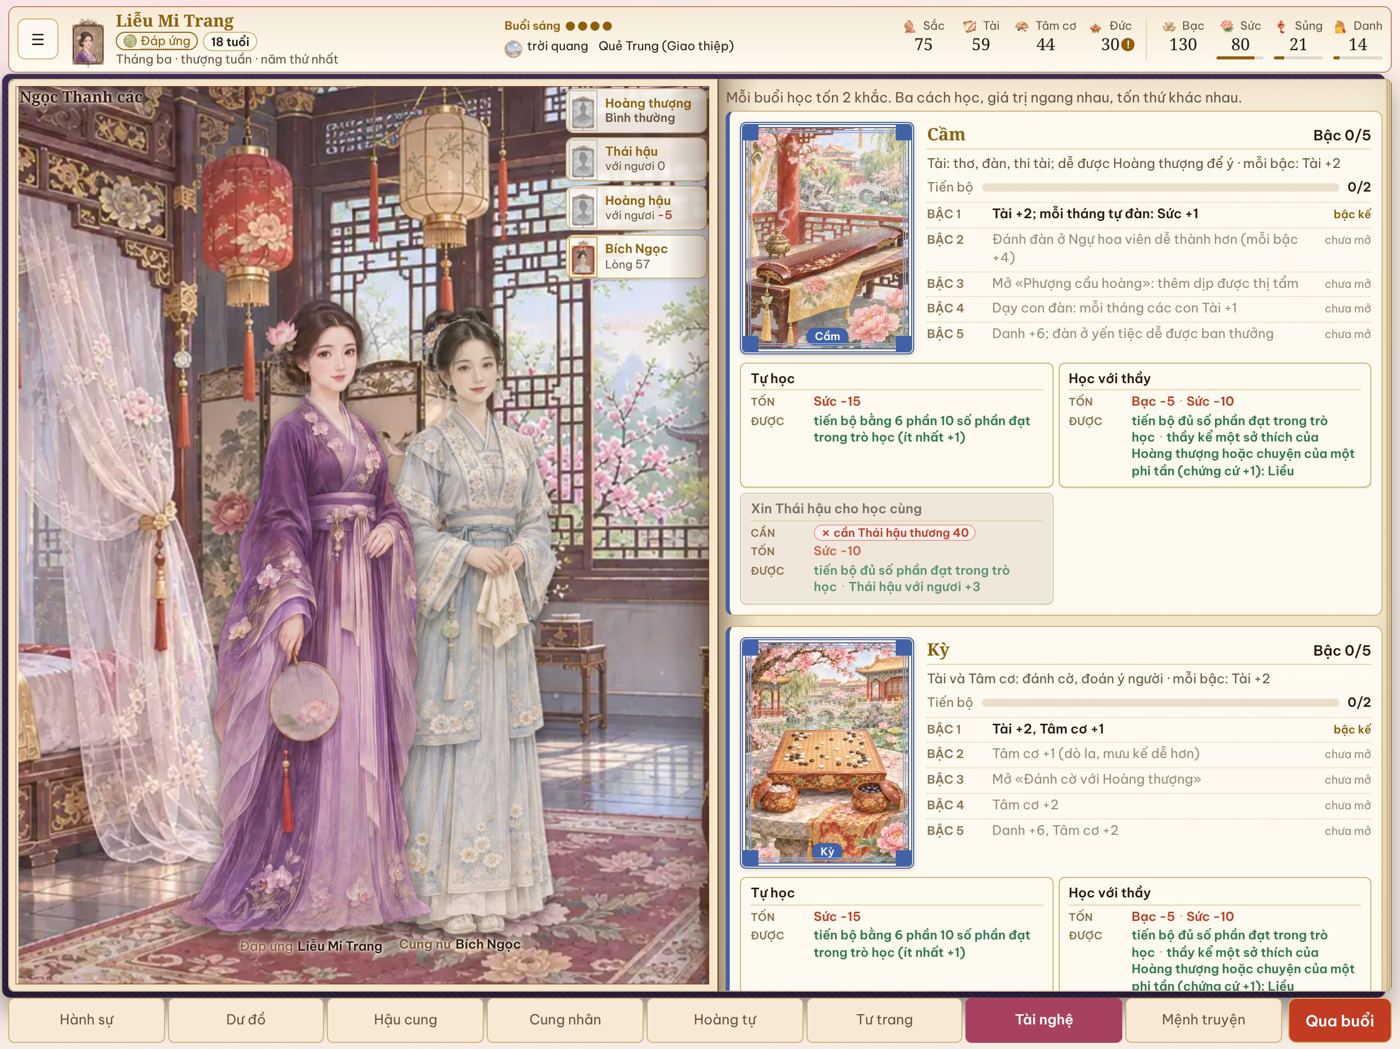 Liễu Mi Trang
Đáp ứng 18 tuổi
Tháng ba · thượng tuần · năm thứ nhất
Buổi sáng
trời quang Quẻ Trung (Giao thiệp)
Sắc Tài Tâm cơ Đức Bạc Sức Sủng Danh
75 59 44 30 130 80 21 14
Ngọc Thanh các
Hoàng thượng
Bình thường
Thái hậu
với ngươi 0
Hoàng hậu
với ngươi -5
Bích Ngọc
Lòng 57
Đáp ứng Liễu Mi Trang
Cung nữ Bích Ngọc
Mỗi buổi học tốn 2 khắc. Ba cách học, giá trị ngang nhau, tốn thứ khác nhau.
Cầm
Cầm Bậc 0/5
Tài: thơ, đàn, thi tài; dễ được Hoàng thượng để ý · mỗi bậc: Tài +2
Tiến bộ 0/2
BẬC 1 Tài +2; mỗi tháng tự đàn: Sức +1 bậc kế
BẬC 2 Đánh đàn ở Ngự hoa viên dễ thành hơn (mỗi bậc
+4) chưa mở
BẬC 3 Mở «Phượng cầu hoàng»: thêm dịp được thị tẩm chưa mở
BẬC 4 Dạy con đàn: mỗi tháng các con Tài +1 chưa mở
BẬC 5 Danh +6; đàn ở yến tiệc dễ được ban thưởng chưa mở
Tự học
TỐN Sức -15
ĐƯỢC tiến bộ bằng 6 phần 10 số phần đạt
trong trò học (ít nhất +1)
Học với thầy
TỐN Bạc -5 · Sức -10
ĐƯỢC tiến bộ đủ số phần đạt trong trò
học · thầy kể một sở thích của
Hoàng thượng hoặc chuyện của một
phi tần (chứng cứ +1): Liễu
Xin Thái hậu cho học cùng
CẦN × cần Thái hậu thương 40
TỐN Sức -10
ĐƯỢC tiến bộ đủ số phần đạt trong trò
học · Thái hậu với ngươi +3
Kỳ
Kỳ Bậc 0/5
Tài và Tâm cơ: đánh cờ, đoán ý người · mỗi bậc: Tài +2
Tiến bộ 0/2
BẬC 1 Tài +2, Tâm cơ +1 bậc kế
BẬC 2 Tâm cơ +1 (dò la, mưu kế dễ hơn) chưa mở
BẬC 3 Mở «Đánh cờ với Hoàng thượng» chưa mở
BẬC 4 Tâm cơ +2 chưa mở
BẬC 5 Danh +6, Tâm cơ +2 chưa mở
Tự học
TỐN Sức -15
ĐƯỢC tiến bộ bằng 6 phần 10 số phần đạt
trong trò học (ít nhất +1)
Học với thầy
TỐN Bạc -5 · Sức -10
ĐƯỢC tiến bộ đủ số phần đạt trong trò
học · thầy kể một sở thích của
Hoàng thượng hoặc chuyện của một
phi tần (chứng cứ +1): Liễu
Hành sự Dư đồ Hậu cung Cung nhân Hoàng tự Tư trang Tài nghệ Mệnh truyện Qua buổi